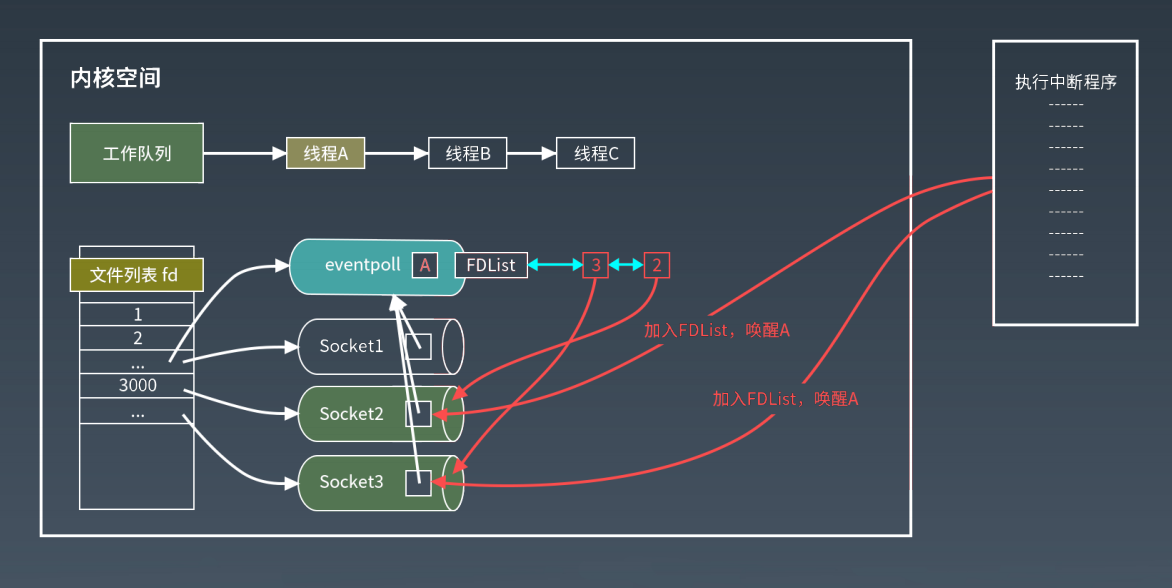 内核空间
执行中断程序
------
------
------
------
------
------
------
------
------
工作队列
线程A
线程B
线程C
文件列表 fd
1
2
...
3000
...
eventpoll
A
FDList
3
2
Socket1
Socket2
Socket3
加入FDList，唤醒A
加入FDList，唤醒A